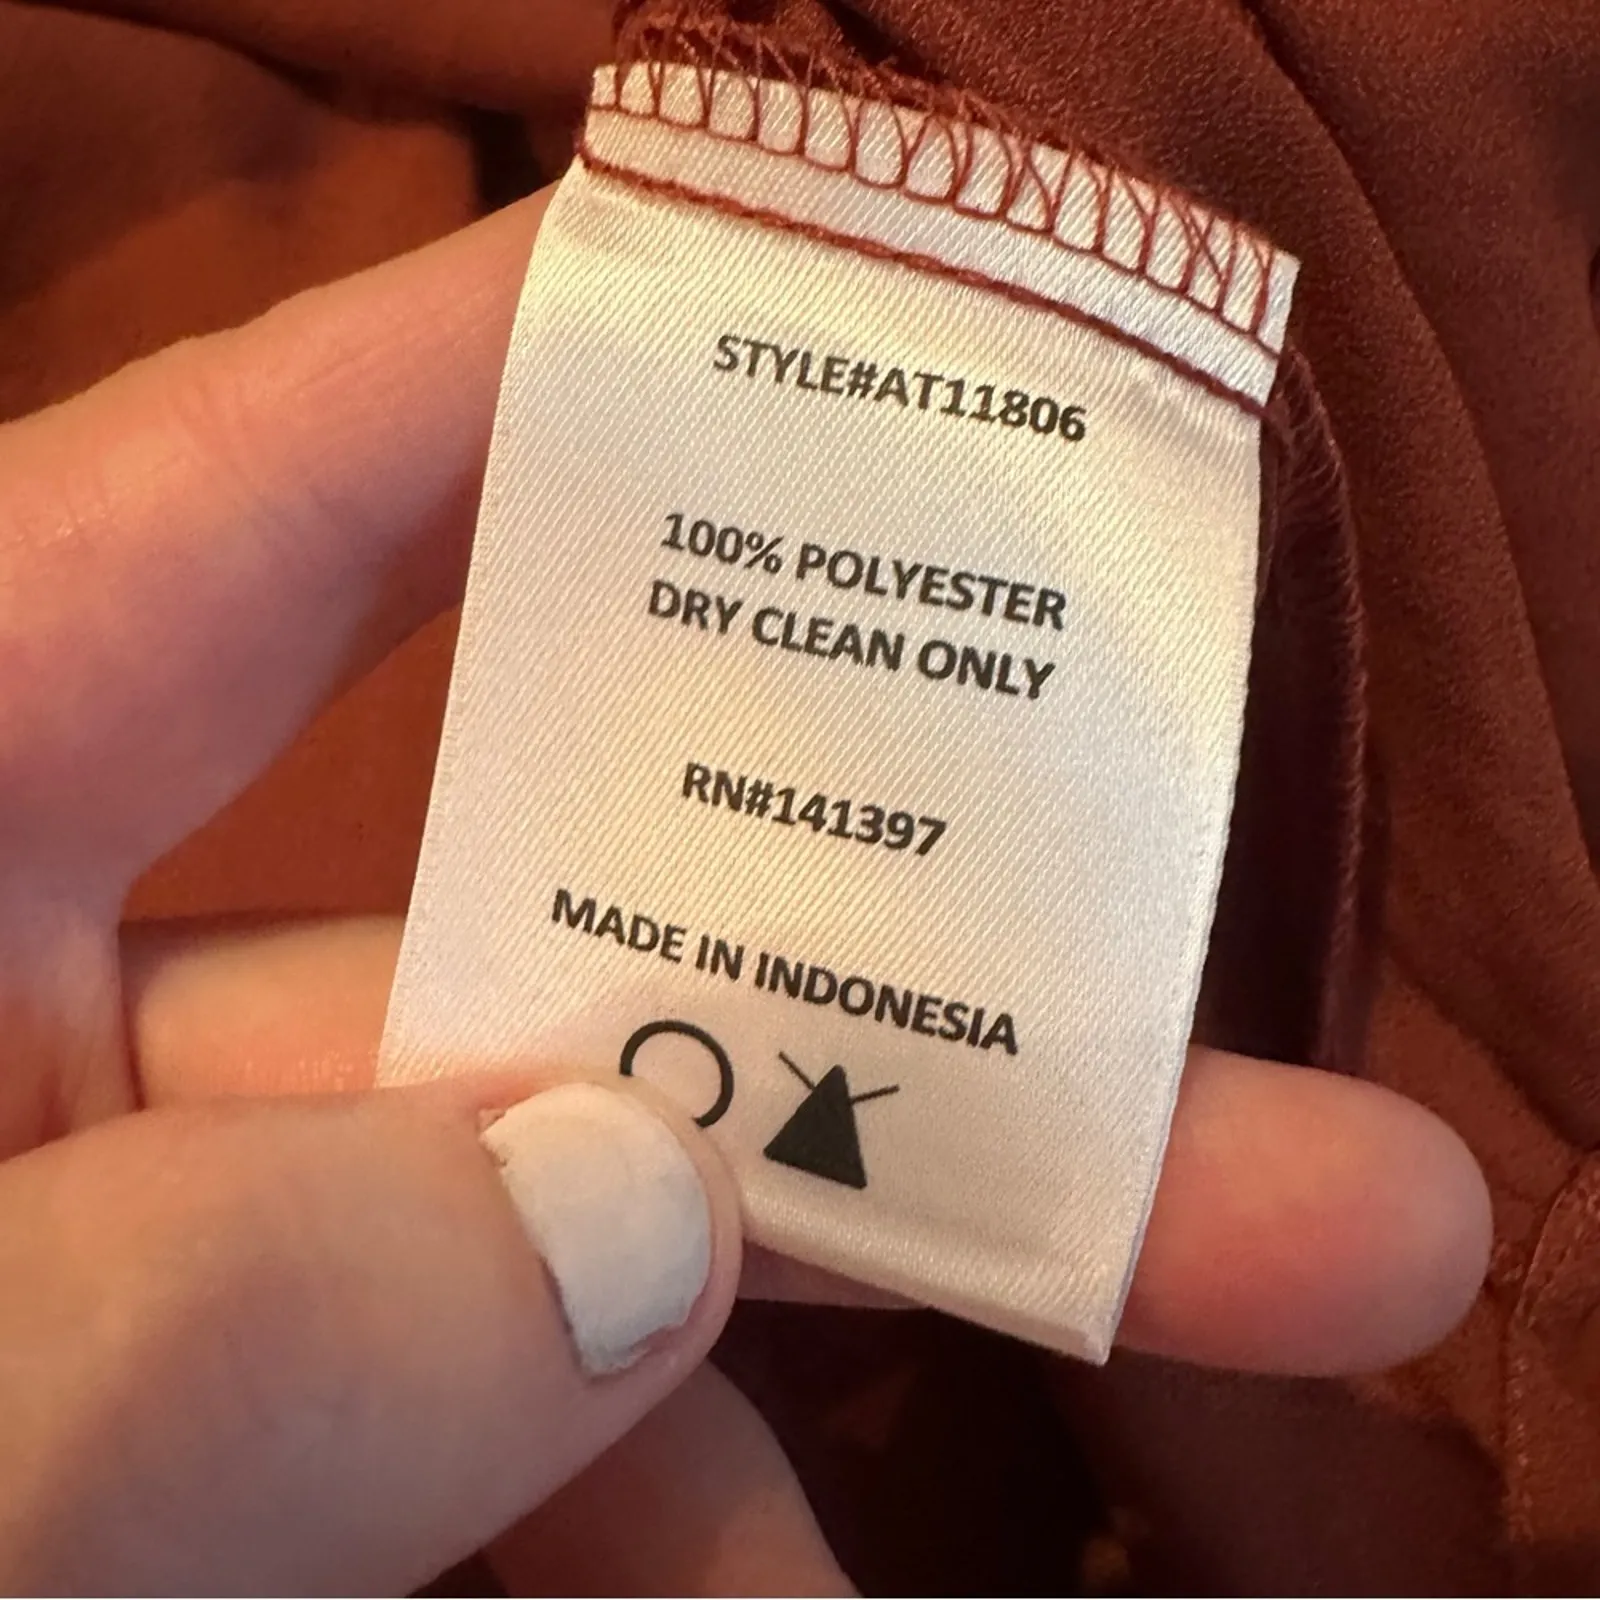 STYLE#AT11806
100% POLYESTER
DRY CLEAN ONLY
RN#141397
MADE IN INDONESIA